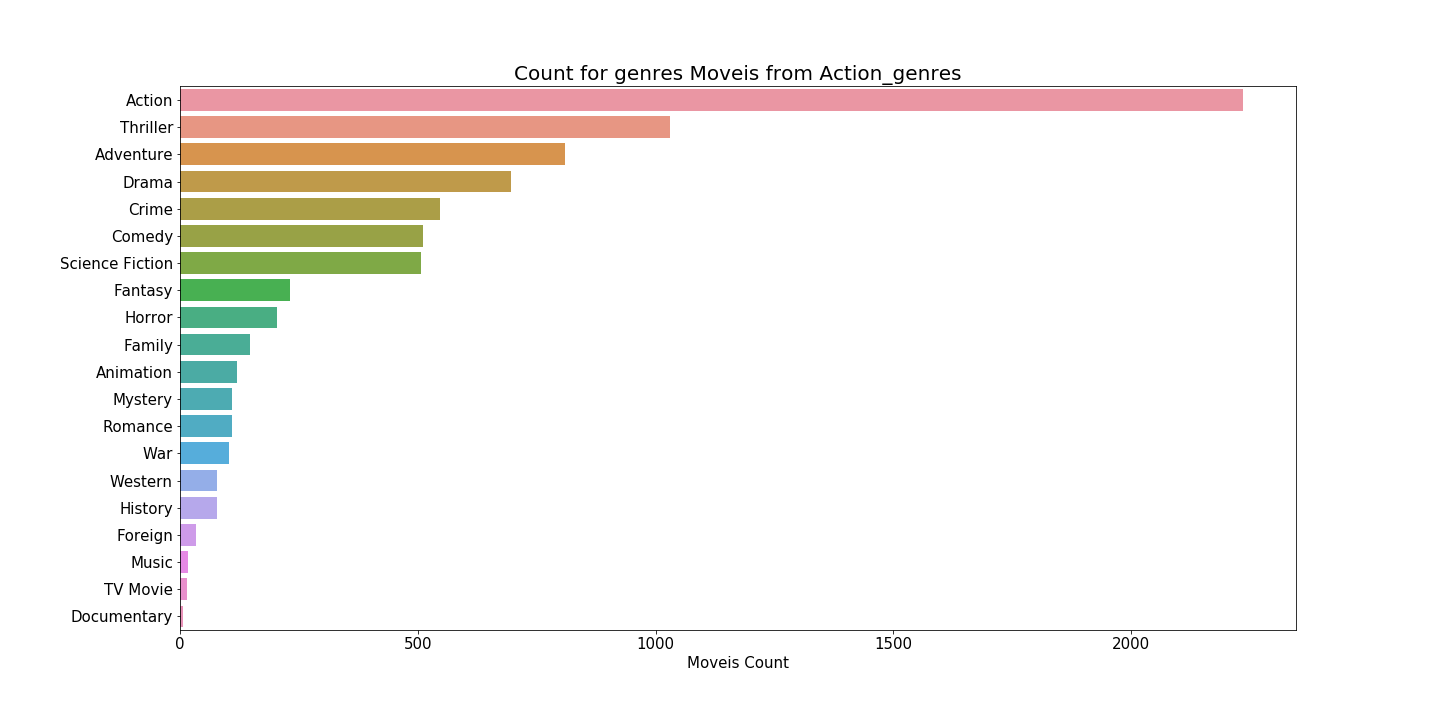 Count for genres Moveis from Action_genres
Action
Thriller
Adventure
Drama
Crime
Comedy
Science Fiction
Fantasy
Horror
Family
Animation
Mystery
Romance
War
Western
History
Foreign
Music
TV Movie
Documentary
0 500 1000 1500 2000
Moveis Count